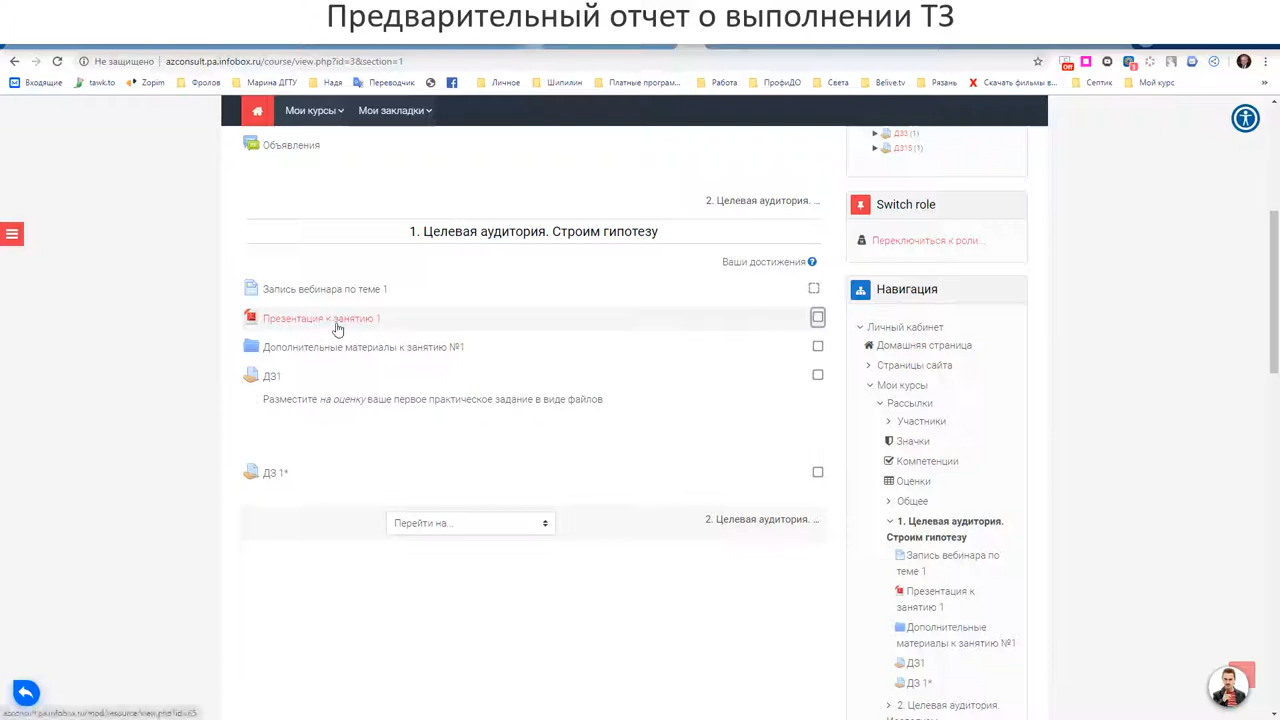 Предварительный отчет о выполнении ТЗ
Не защищено | azconsult.pa.infobox.ru/course/view.php?id=3&section=1
Off
Входящие tawk.to Zopim Фролов Марина ДГТУ Надя Переводчик Личное Шипилин Платные програм... Работа ПрофиДО Света Belive.tv Рязань Скачать фильмы в... Септик Мой курс »
Мои курсы Мои закладки
Объявления
2. Целевая аудитория. ...
1. Целевая аудитория. Строим гипотезу
Ваши достижения
Запись вебинара по теме 1
Презентация к занятию 1
Дополнительные материалы к занятию №1
ДЗ1
Разместите на оценку ваше первое практическое задание в виде файлов
ДЗ 1*
Перейти на...
2. Целевая аудитория. ...
ДЗ3 (1)
ДЗ15 (1)
Switch role
Переключиться к роли...
Навигация
Личный кабинет
Домашняя страница
Страницы сайта
Мои курсы
Рассылки
Участники
Значки
Компетенции
Оценки
Общее
1. Целевая аудитория.
Строим гипотезу
Запись вебинара по
теме 1
Презентация к
занятию 1
Дополнительные
материалы к занятию №1
ДЗ1
ДЗ 1*
2. Целевая аудитория.
azconsult.pa.infobox.ru/mod/resource/view.php?id=65